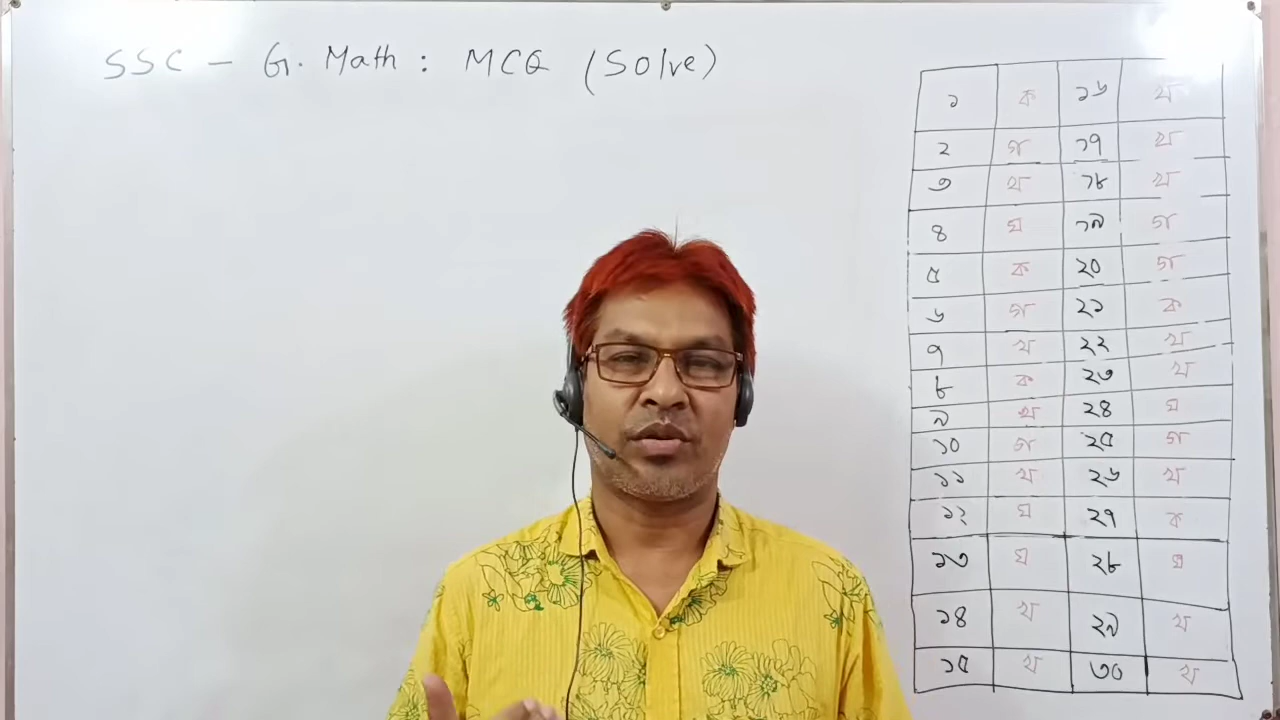 SSC - G. Math : MCQ (Solve)
১ ক ১৬ খ
২ গ ১৭ খ
৩ খ ১৮ খ
৪ ঘ ১৯ গ
৫ ক ২০ গ
৬ গ ২১ ক
৭ খ ২২ খ
৮ ক ২৩ খ
৯ খ ২৪ ঘ
১০ গ ২৫ গ
১১ খ ২৬ খ
১২ ঘ ২৭ ক
১৩ ঘ ২৮ ঘ
১৪ খ ২৯ খ
১৫ খ ৩০ খ